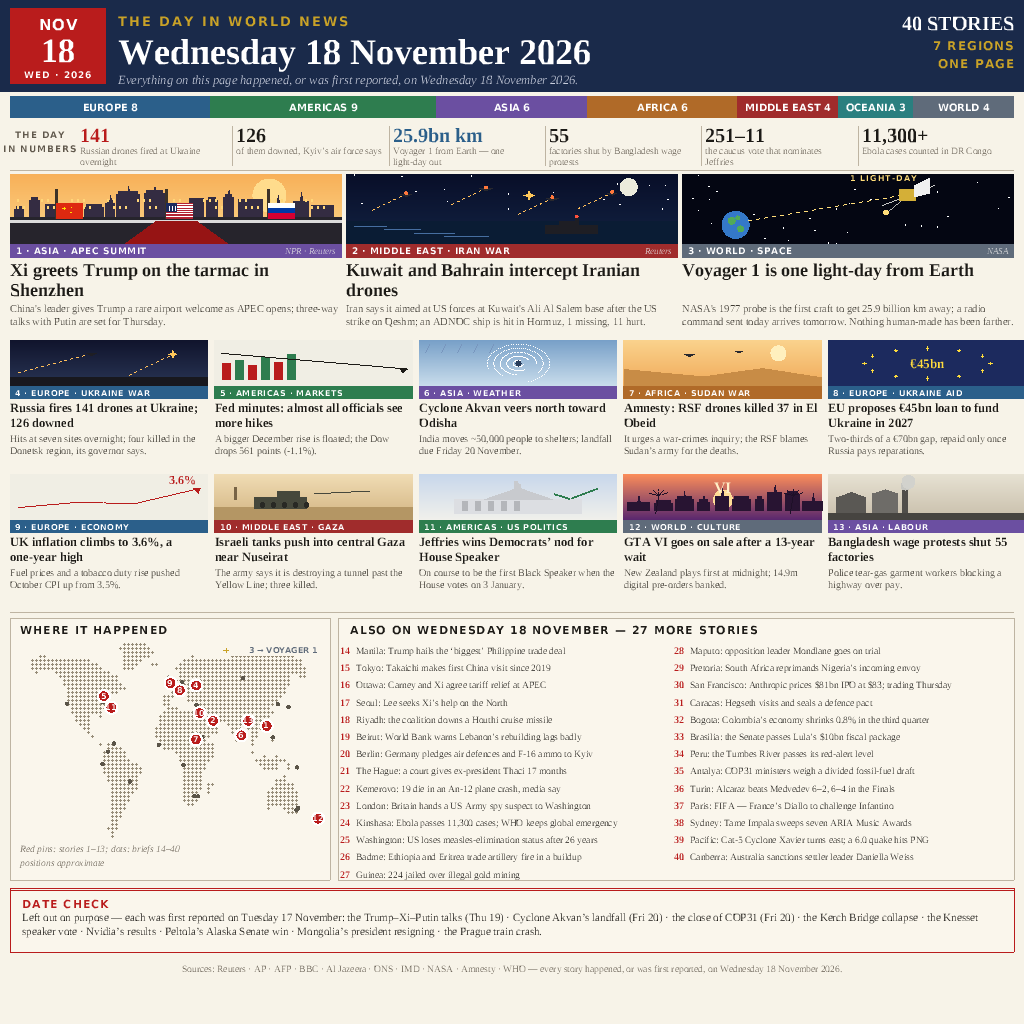 NOV
18
WED · 2026
THE DAY IN WORLD NEWS
Wednesday 18 November 2026
Everything on this page happened, or was first reported, on Wednesday 18 November 2026.
40 STORIES
7 REGIONS
ONE PAGE
EUROPE 8
AMERICAS 9
ASIA 6
AFRICA 6
MIDDLE EAST 4
OCEANIA 3
WORLD 4
THE DAY
IN NUMBERS
141
Russian drones fired at Ukraine
overnight
126
of them downed, Kyiv's air force says
25.9bn km
Voyager 1 from Earth — one
light-day out
55
factories shut by Bangladesh wage
protests
251–11
the caucus vote that nominates
Jeffries
11,300+
Ebola cases counted in DR Congo
1 LIGHT-DAY
1 · ASIA · APEC SUMMIT
NPR · Reuters
Xi greets Trump on the tarmac in
Shenzhen
China's leader gives Trump a rare airport welcome as APEC opens; three-way
talks with Putin are set for Thursday.
2 · MIDDLE EAST · IRAN WAR
Reuters
Kuwait and Bahrain intercept Iranian
drones
Iran says it aimed at US forces at Kuwait's Ali Al Salem base after the US
strike on Qeshm; an ADNOC ship is hit in Hormuz, 1 missing, 11 hurt.
3 · WORLD · SPACE
NASA
Voyager 1 is one light-day from Earth
NASA's 1977 probe is the first craft to get 25.9 billion km away; a radio
command sent today arrives tomorrow. Nothing human-made has been farther.
4 · EUROPE · UKRAINE WAR
Russia fires 141 drones at Ukraine;
126 downed
Hits at seven sites overnight; four killed in the
Donetsk region, its governor says.
5 · AMERICAS · MARKETS
Fed minutes: almost all officials see
more hikes
A bigger December rise is floated; the Dow
drops 561 points (-1.1%).
6 · ASIA · WEATHER
Cyclone Akvan veers north toward
Odisha
India moves ~50,000 people to shelters; landfall
due Friday 20 November.
7 · AFRICA · SUDAN WAR
Amnesty: RSF drones killed 37 in El
Obeid
It urges a war-crimes inquiry; the RSF blames
Sudan's army for the deaths.
€45bn
8 · EUROPE · UKRAINE AID
EU proposes €45bn loan to fund
Ukraine in 2027
Two-thirds of a €70bn gap, repaid only once
Russia pays reparations.
3.6%
9 · EUROPE · ECONOMY
UK inflation climbs to 3.6%, a
one-year high
Fuel prices and a tobacco duty rise pushed
October CPI up from 3.5%.
10 · MIDDLE EAST · GAZA
Israeli tanks push into central Gaza
near Nuseirat
The army says it is destroying a tunnel past the
Yellow Line; three killed.
11 · AMERICAS · US POLITICS
Jeffries wins Democrats' nod for
House Speaker
On course to be the first Black Speaker when the
House votes on 3 January.
VI
12 · WORLD · CULTURE
GTA VI goes on sale after a 13-year
wait
New Zealand plays first at midnight; 14.9m
digital pre-orders banked.
13 · ASIA · LABOUR
Bangladesh wage protests shut 55
factories
Police tear-gas garment workers blocking a
highway over pay.
WHERE IT HAPPENED
3 → VOYAGER 1
9
8
4
5
11
10
2
13
1
6
7
12
Red pins: stories 1–13; dots: briefs 14–40
positions approximate
ALSO ON WEDNESDAY 18 NOVEMBER — 27 MORE STORIES
14 Manila: Trump hails the 'biggest' Philippine trade deal
15 Tokyo: Takaichi makes first China visit since 2019
16 Ottawa: Carney and Xi agree tariff relief at APEC
17 Seoul: Lee seeks Xi's help on the North
18 Riyadh: the coalition downs a Houthi cruise missile
19 Beirut: World Bank warns Lebanon's rebuilding lags badly
20 Berlin: Germany pledges air defences and F-16 ammo to Kyiv
21 The Hague: a court gives ex-president Thaci 17 months
22 Kemerovo: 19 die in an An-12 plane crash, media say
23 London: Britain hands a US Army spy suspect to Washington
24 Kinshasa: Ebola passes 11,300 cases; WHO keeps global emergency
25 Washington: US loses measles-elimination status after 26 years
26 Badme: Ethiopia and Eritrea trade artillery fire in a buildup
27 Guinea: 224 jailed over illegal gold mining
28 Maputo: opposition leader Mondlane goes on trial
29 Pretoria: South Africa reprimands Nigeria's incoming envoy
30 San Francisco: Anthropic prices $81bn IPO at $83; trading Thursday
31 Caracas: Hegseth visits and seals a defence pact
32 Bogota: Colombia's economy shrinks 0.8% in the third quarter
33 Brasilia: the Senate passes Lula's $10bn fiscal package
34 Peru: the Tumbes River passes its red-alert level
35 Antalya: COP31 ministers weigh a divided fossil-fuel draft
36 Turin: Alcaraz beats Medvedev 6–2, 6–4 in the Finals
37 Paris: FIFA — France's Diallo to challenge Infantino
38 Sydney: Tame Impala sweeps seven ARIA Music Awards
39 Pacific: Cat-5 Cyclone Xavier turns east; a 6.0 quake hits PNG
40 Canberra: Australia sanctions settler leader Daniella Weiss
DATE CHECK
Left out on purpose — each was first reported on Tuesday 17 November: the Trump–Xi–Putin talks (Thu 19) · Cyclone Akvan's landfall (Fri 20) · the close of COP31 (Fri 20) · the Kerch Bridge collapse · the Knesset
speaker vote · Nvidia's results · Peltola's Alaska Senate win · Mongolia's president resigning · the Prague train crash.
Sources: Reuters · AP · AFP · BBC · Al Jazeera · ONS · IMD · NASA · Amnesty · WHO — every story happened, or was first reported, on Wednesday 18 November 2026.